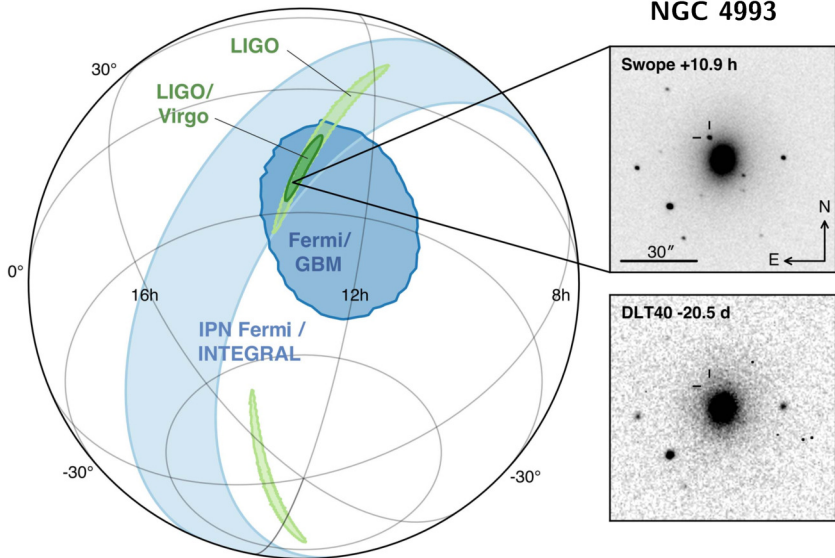 NGC 4993
LIGO
30°
LIGO/
Virgo
Swope +10.9 h
N
E
30″
Fermi/
GBM
0°
16h
12h
8h
IPN Fermi /
INTEGRAL
DLT40 -20.5 d
-30°
-30°